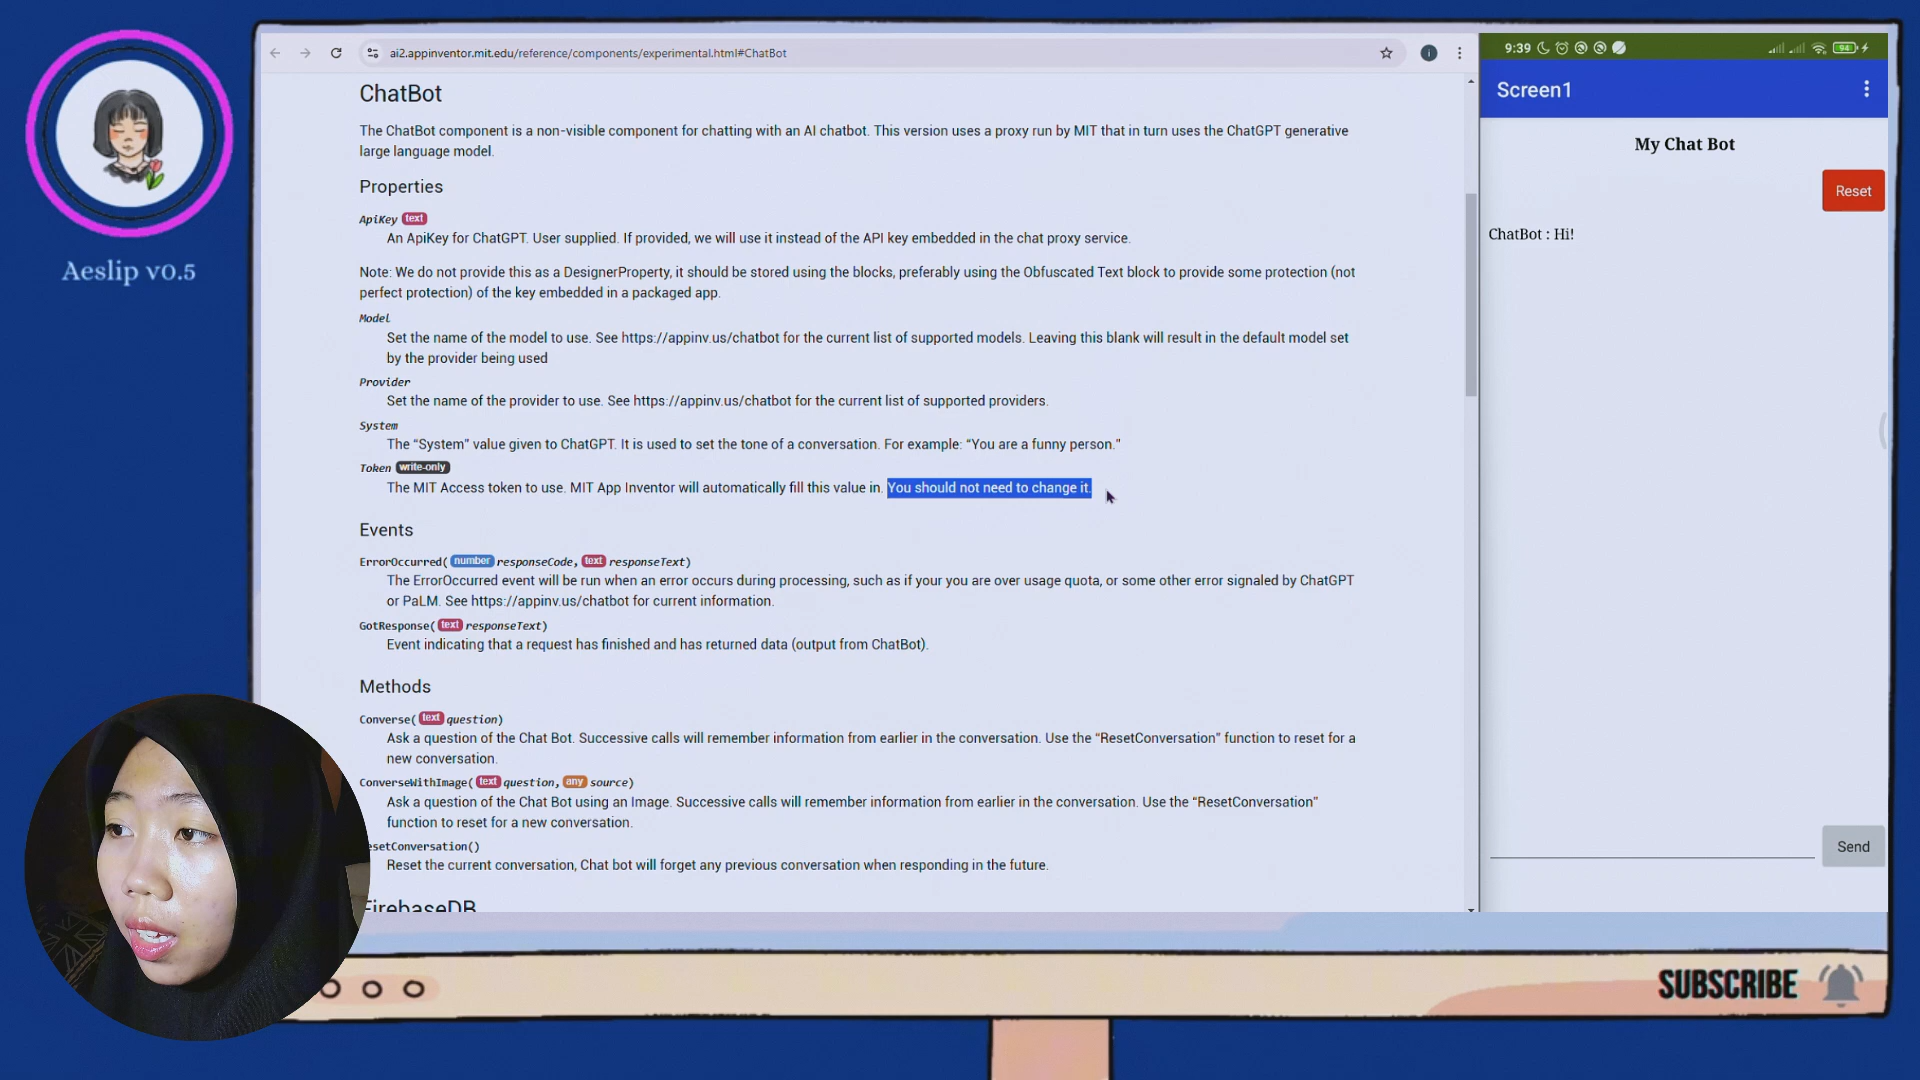 Aeslip v0.5
ai2.appinventor.mit.edu/reference/components/experimental.html#ChatBot
i
ChatBot
The ChatBot component is a non-visible component for chatting with an AI chatbot. This version uses a proxy run by MIT that in turn uses the ChatGPT generative
large language model.
Properties
ApiKey text
An ApiKey for ChatGPT. User supplied. If provided, we will use it instead of the API key embedded in the chat proxy service.
Note: We do not provide this as a DesignerProperty, it should be stored using the blocks, preferably using the Obfuscated Text block to provide some protection (not
perfect protection) of the key embedded in a packaged app.
Model
Set the name of the model to use. See https://appinv.us/chatbot for the current list of supported models. Leaving this blank will result in the default model set
by the provider being used
Provider
Set the name of the provider to use. See https://appinv.us/chatbot for the current list of supported providers.
System
The “System” value given to ChatGPT. It is used to set the tone of a conversation. For example: “You are a funny person.”
Token write-only
The MIT Access token to use. MIT App Inventor will automatically fill this value in. You should not need to change it.
Events
ErrorOccurred( number responseCode, text responseText)
The ErrorOccurred event will be run when an error occurs during processing, such as if your you are over usage quota, or some other error signaled by ChatGPT
or PaLM. See https://appinv.us/chatbot for current information.
GotResponse( text responseText)
Event indicating that a request has finished and has returned data (output from ChatBot).
Methods
Converse( text question)
Ask a question of the Chat Bot. Successive calls will remember information from earlier in the conversation. Use the “ResetConversation” function to reset for a
new conversation.
ConverseWithImage( text question, any source)
Ask a question of the Chat Bot using an Image. Successive calls will remember information from earlier in the conversation. Use the “ResetConversation”
function to reset for a new conversation.
esetConversation()
Reset the current conversation, Chat bot will forget any previous conversation when responding in the future.
FirebaseDB
9:39
94
Screen1
My Chat Bot
Reset
ChatBot : Hi!
Send
SUBSCRIBE